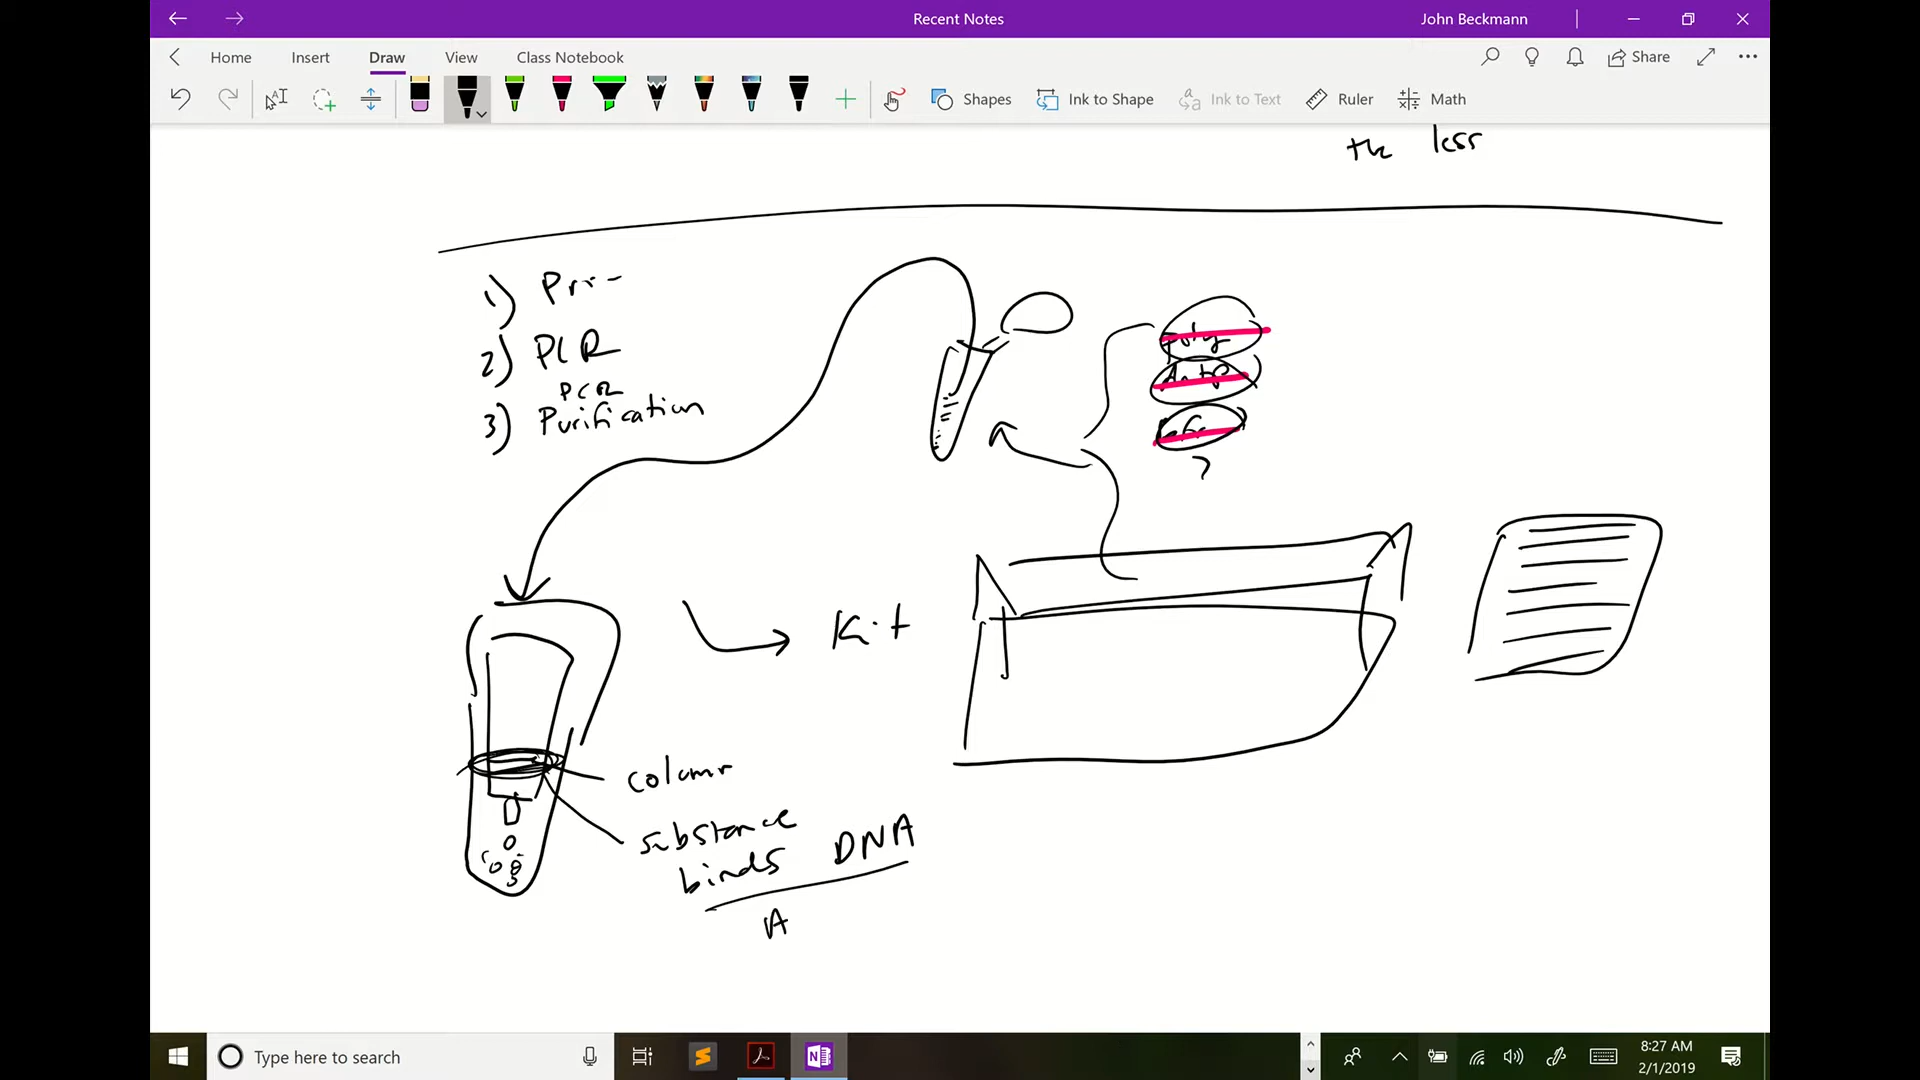 Recent Notes
John Beckmann
Home Insert Draw View Class Notebook
Share
Shapes Ink to Shape Ink to Text Ruler Math
the less
1)
2) PCR
PCR
3) Purification
poly
dNTP
?
Kit
column
substance
binds DNA
A
Type here to search
8:27 AM
2/1/2019